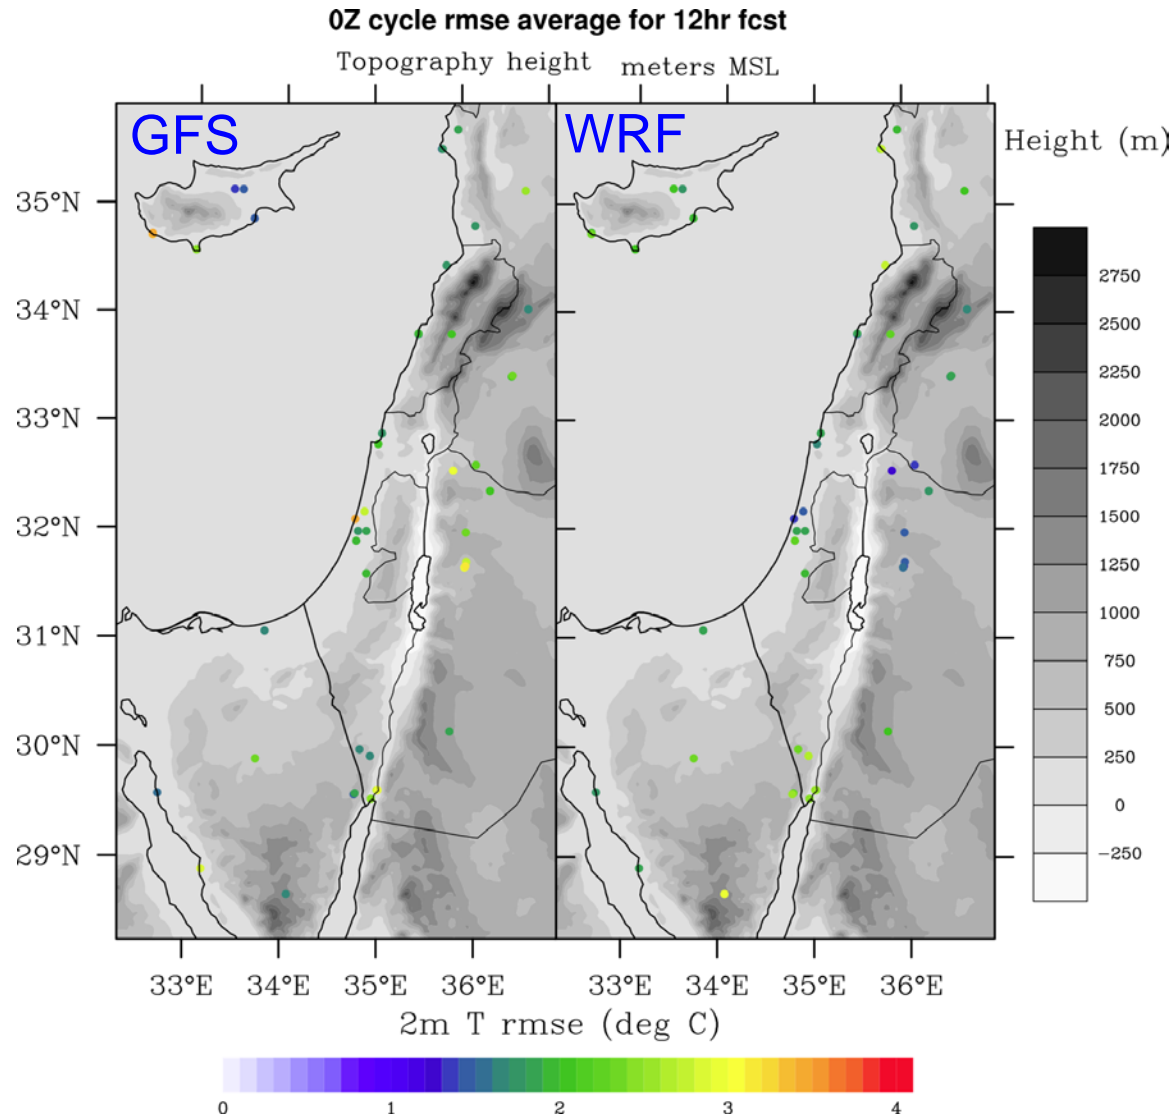 0Z cycle rmse average for 12hr fcst
Topography height meters MSL
GFS WRF
Height (m)
35°N
34°N
33°N
32°N
31°N
30°N
29°N
2750
2500
2250
2000
1750
1500
1250
1000
750
500
250
0
−250
33°E 34°E 35°E 36°E 33°E 34°E 35°E 36°E
2m T rmse (deg C)
0 1 2 3 4